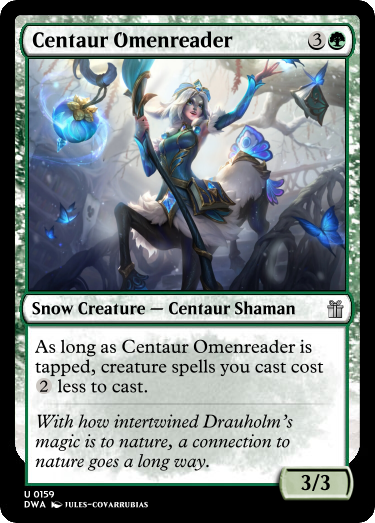 Centaur Omenreader 3
Snow Creature — Centaur Shaman
As long as Centaur Omenreader is
tapped, creature spells you cast cost
2 less to cast.
With how intertwined Drauholm's
magic is to nature, a connection to
nature goes a long way.
3/3
U 0159
DWA JULES-COVARRUBIAS